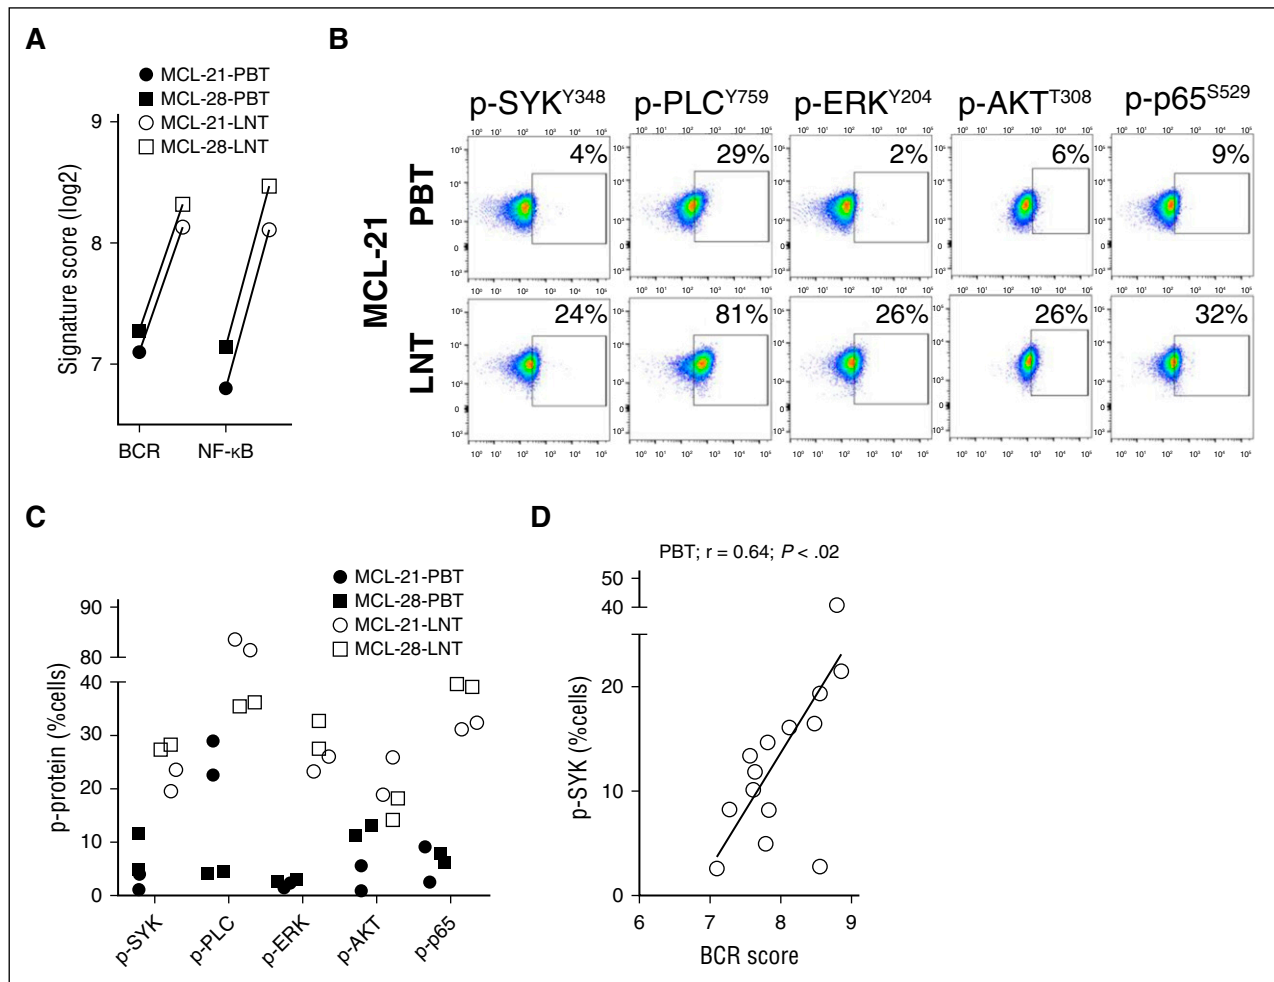 A
MCL-21-PBT
MCL-28-PBT
MCL-21-LNT
MCL-28-LNT
Signature score (log2)
9
8
7
BCR NF-κB
B
p-SYK^Y348 p-PLC^Y759 p-ERK^Y204 p-AKT^T308 p-p65^S529
MCL-21
PBT
4% 29% 2% 6% 9%
LNT
24% 81% 26% 26% 32%
C
MCL-21-PBT
MCL-28-PBT
MCL-21-LNT
MCL-28-LNT
p-protein (%cells)
90
80
40
30
20
10
0
p-SYK p-PLC p-ERK p-AKT p-p65
D
PBT; r = 0.64; P < .02
p-SYK (%cells)
50
40
20
0
6 7 8 9
BCR score